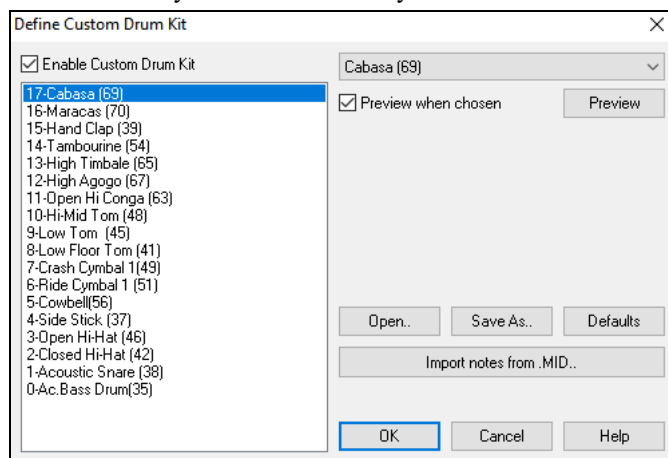 Define Custom Drum Kit
Enable Custom Drum Kit
17-Cabasa (69)
16-Maracas (70)
15-Hand Clap (39)
14-Tambourine (54)
13-High Timbale (65)
12-High Agogo (67)
11-Open Hi Conga (63)
10-Hi-Mid Tom (48)
9-Low Tom  (45)
8-Low Floor Tom (41)
7-Crash Cymbal 1(49)
6-Ride Cymbal 1 (51)
5-Cowbell(56)
4-Side Stick (37)
3-Open Hi-Hat (46)
2-Closed Hi-Hat (42)
1-Acoustic Snare (38)
0-Ac.Bass Drum(35)
Cabasa (69)
Preview when chosen
Preview
Open..
Save As..
Defaults
Import notes from .MID..
OK
Cancel
Help